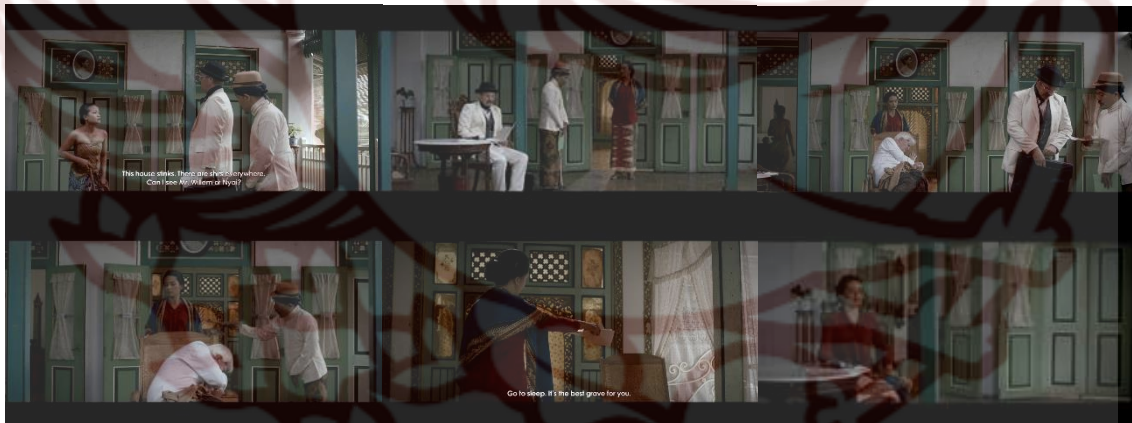 This house stinks. There are shits everywhere.
Can I see Mr. Willem or Nyai?
Go to sleep. It's the best grave for you.